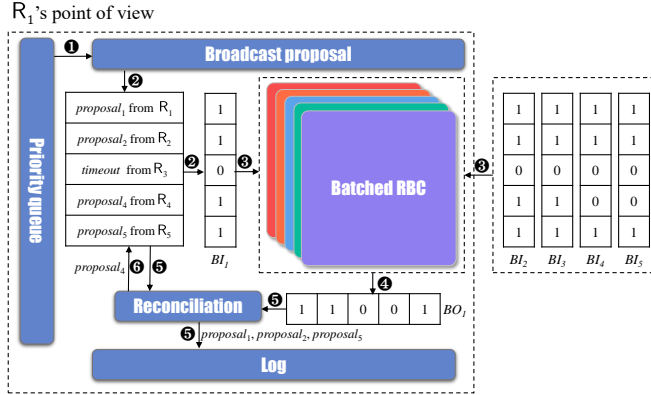 R₁'s point of view
❶ Broadcast proposal
❷
Priority queue
proposal₁ from R₁ 1
proposal₂ from R₂ 1
timeout from R₃ ❷ 0 ❸
proposal₄ from R₄ 1
proposal₅ from R₅ 1
BI₁
Batched RBC
❸
1 1 1 1
1 1 1 1
0 0 0 0
1 1 0 0
1 1 1 1
BI₂ BI₃ BI₄ BI₅
proposal₄ ❻ ❺
❹
Reconciliation ❺ 1 1 0 0 1 BO₁
❺ proposal₁, proposal₂, proposal₅
Log